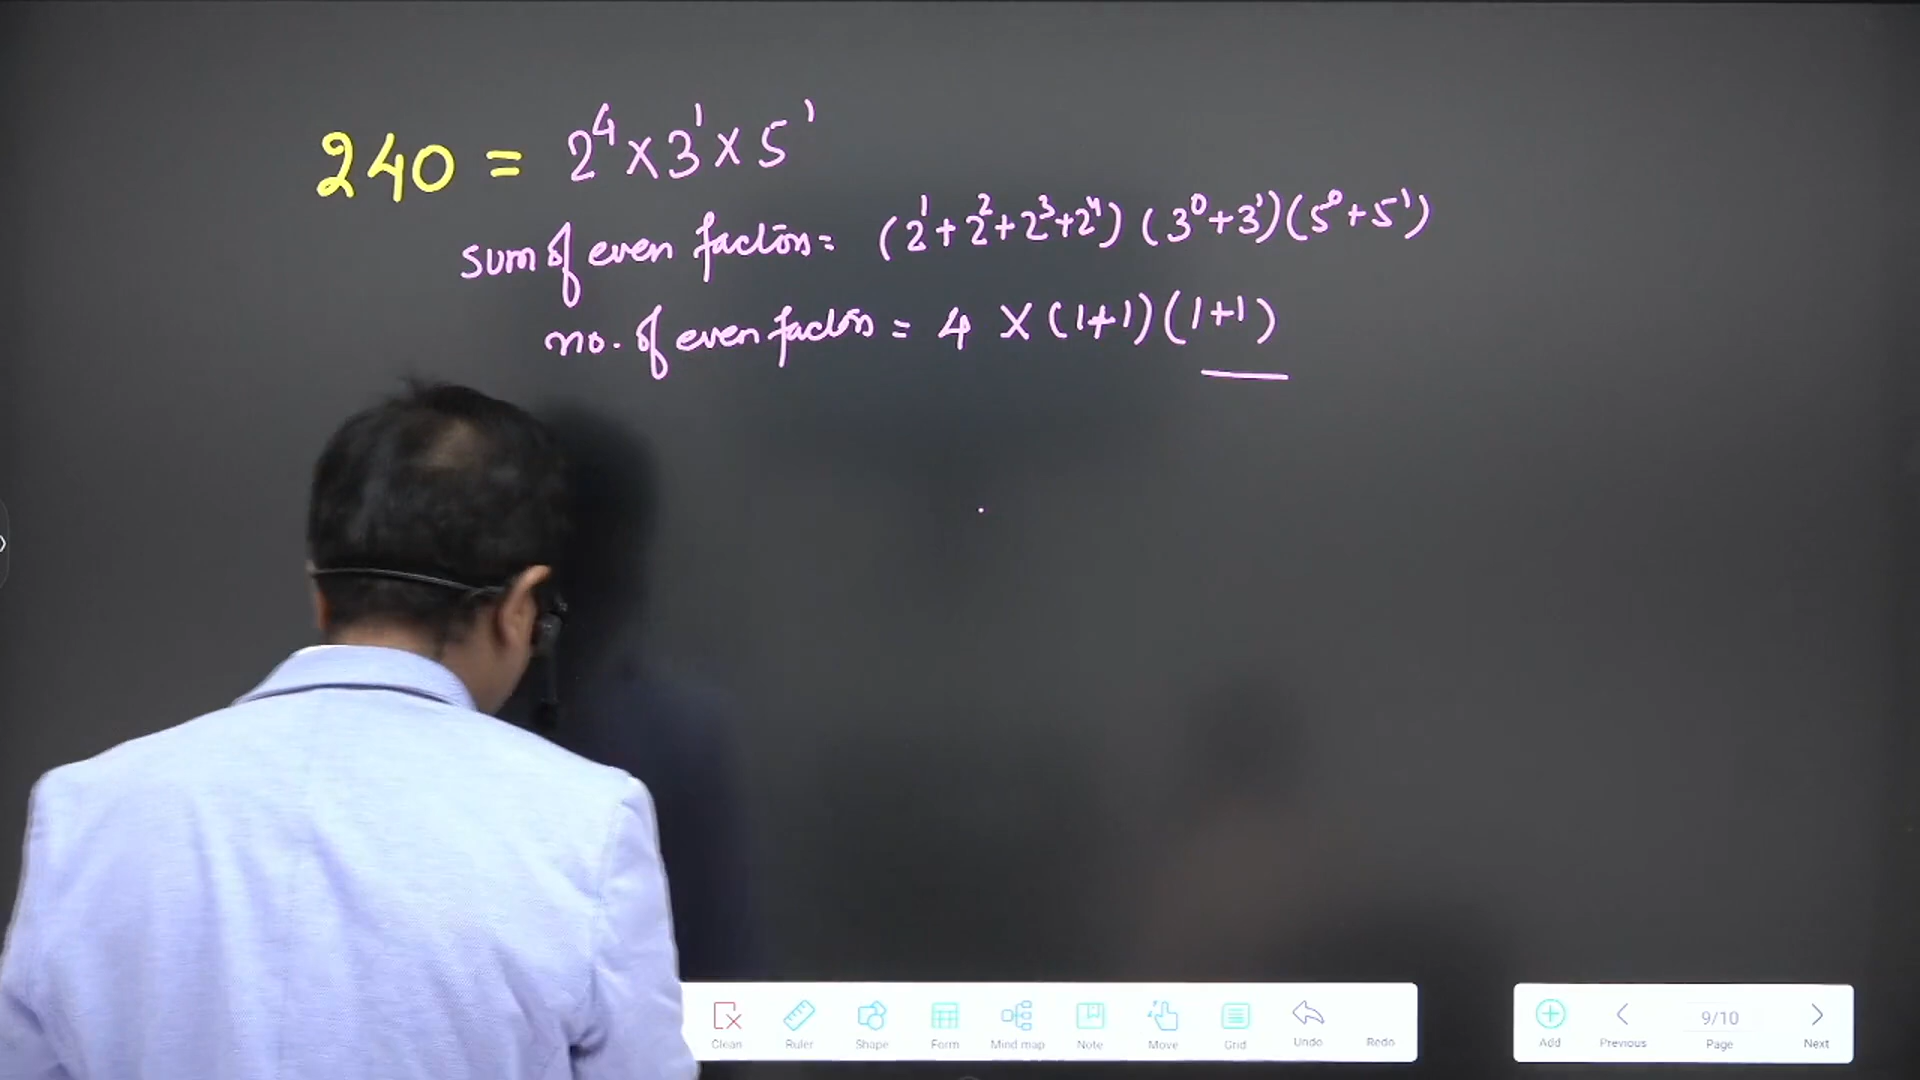 240 = 2⁴ × 3¹ × 5¹
sum of even factors = (2¹+2²+2³+2⁴) (3⁰+3¹)(5⁰+5¹)
no. of even factors = 4 × (1+1)(1+1)
Clean Ruler Shape Form Mind map Note Move Grid Undo Redo
Add Previous 9/10 Page Next